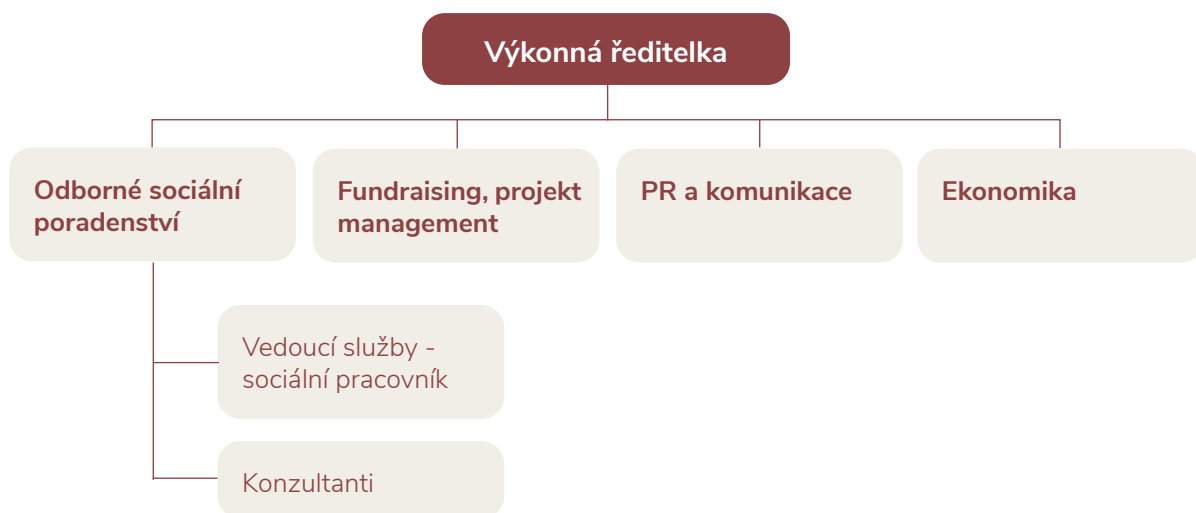 Výkonná ředitelka
Odborné sociální
poradenství
Fundraising, projekt
management
PR a komunikace
Ekonomika
Vedoucí služby -
sociální pracovník
Konzultanti